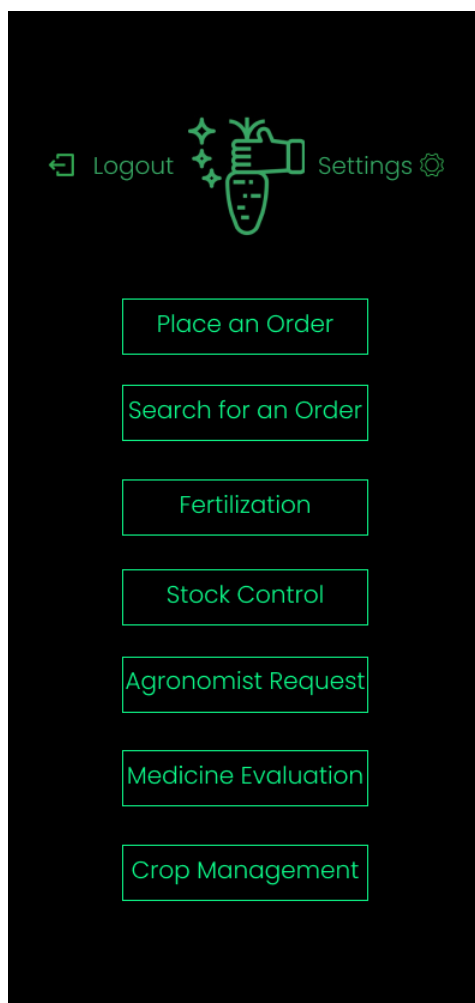 Logout
Settings
Place an Order
Search for an Order
Fertilization
Stock Control
Agronomist Request
Medicine Evaluation
Crop Management